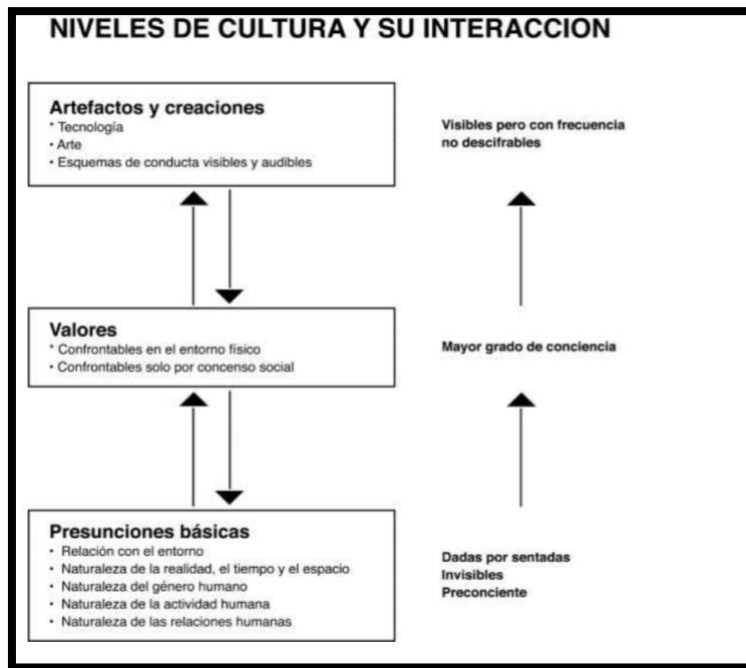 NIVELES DE CULTURA Y SU INTERACCION
Artefactos y creaciones
* Tecnología
• Arte
• Esquemas de conducta visibles y audibles
Visibles pero con frecuencia
no descifrables
Valores
* Confrontables en el entorno físico
• Confrontables solo por concenso social
Mayor grado de conciencia
Presunciones básicas
• Relación con el entorno
• Naturaleza de la realidad, el tiempo y el espacio
• Naturaleza del género humano
• Naturaleza de la actividad humana
• Naturaleza de las relaciones humanas
Dadas por sentadas
Invisibles
Preconciente